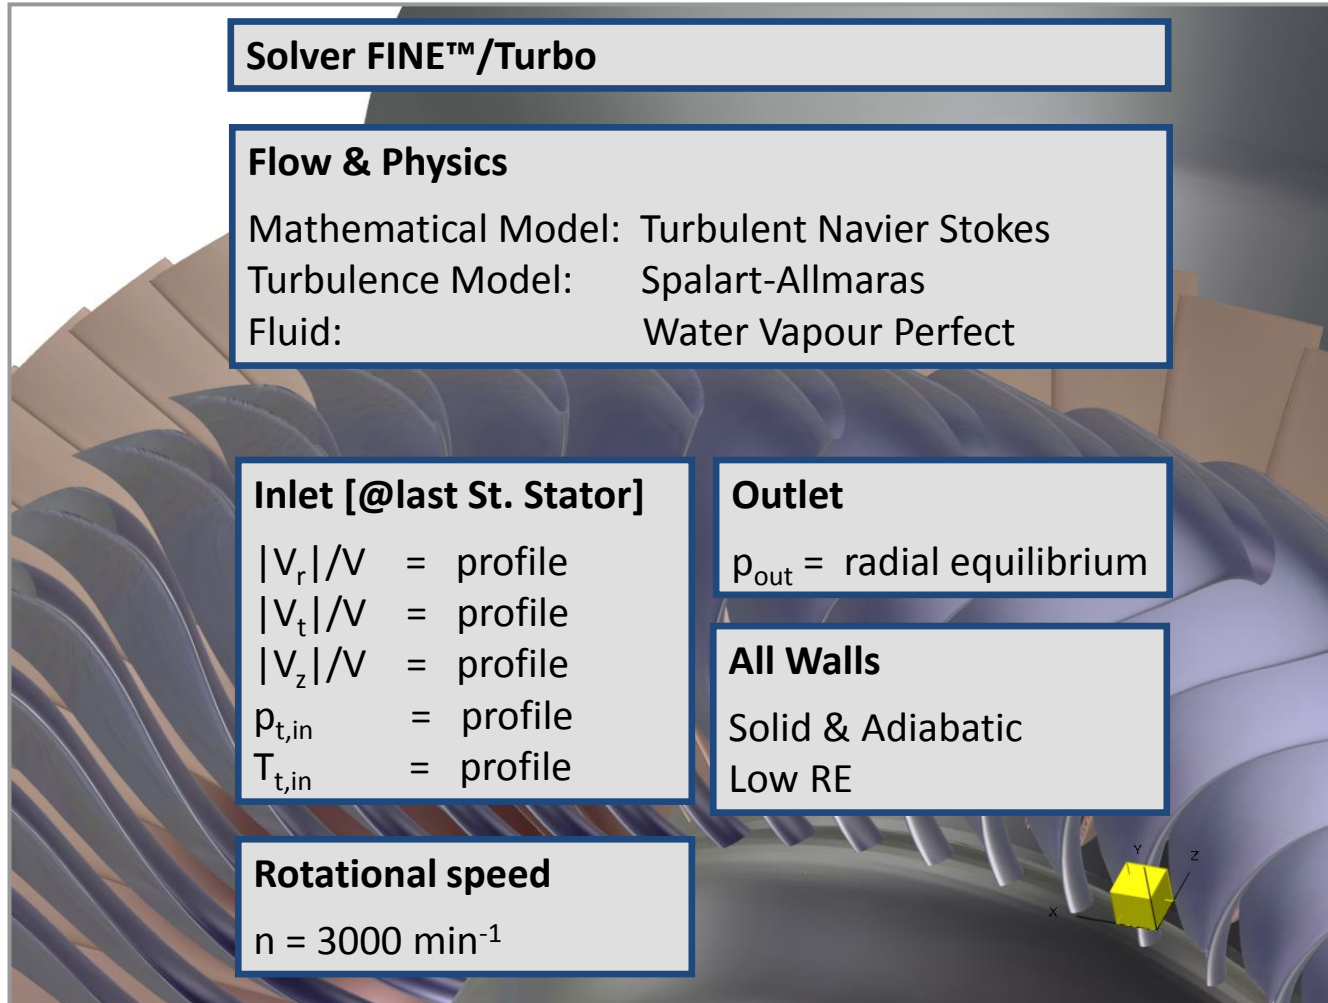 Solver FINE™/Turbo
Flow & Physics
Mathematical Model: Turbulent Navier Stokes
Turbulence Model: Spalart-Allmaras
Fluid: Water Vapour Perfect
Inlet [@last St. Stator]
|Vr|/V = profile
|Vt|/V = profile
|Vz|/V = profile
pt,in = profile
Tt,in = profile
Outlet
pout = radial equilibrium
All Walls
Solid & Adiabatic
Low RE
Rotational speed
n = 3000 min-1
Y
Z
X